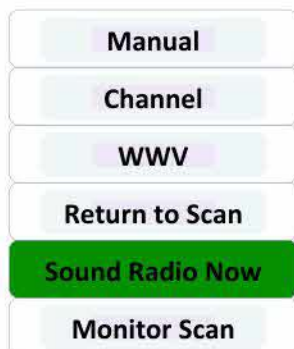 Manual
Channel
WWV
Return to Scan
Sound Radio Now
Monitor Scan